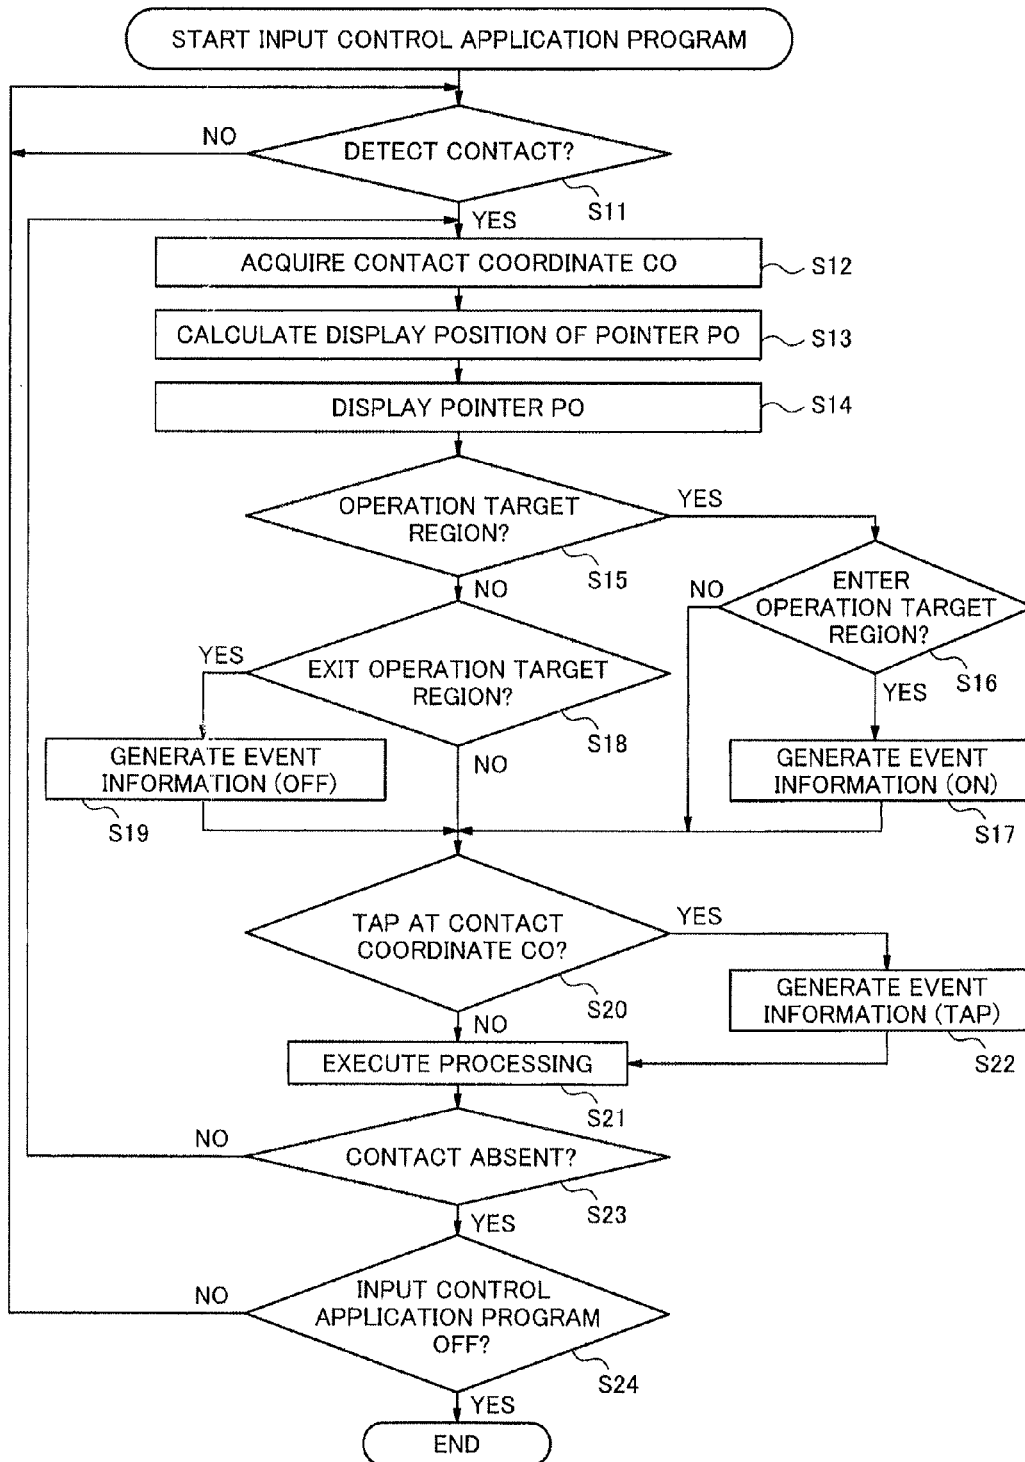 START INPUT CONTROL APPLICATION PROGRAM
NO
DETECT CONTACT?
S11
YES
ACQUIRE CONTACT COORDINATE CO
S12
CALCULATE DISPLAY POSITION OF POINTER PO
S13
DISPLAY POINTER PO
S14
OPERATION TARGET
REGION?
YES
S15
NO
ENTER
OPERATION TARGET
REGION?
NO
S16
YES
YES
EXIT OPERATION TARGET
REGION?
S18
NO
GENERATE EVENT
INFORMATION (OFF)
S19
GENERATE EVENT
INFORMATION (ON)
S17
TAP AT CONTACT
COORDINATE CO?
YES
S20
NO
GENERATE EVENT
INFORMATION (TAP)
S22
EXECUTE PROCESSING
S21
NO
CONTACT ABSENT?
S23
YES
NO
INPUT CONTROL
APPLICATION PROGRAM
OFF?
S24
YES
END